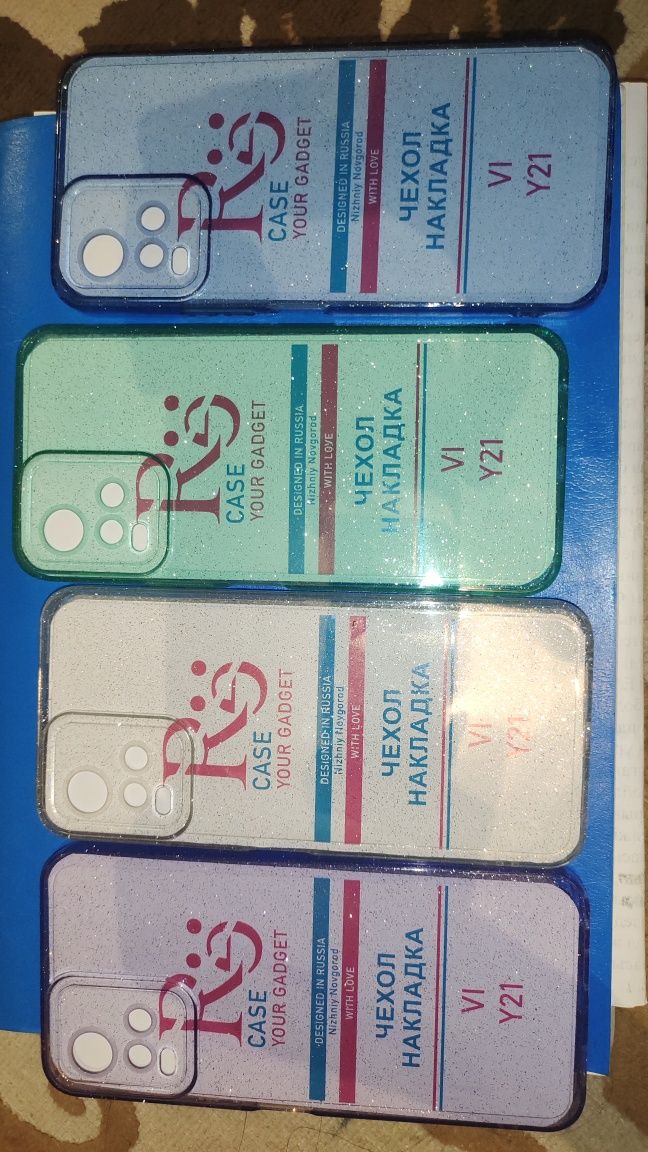 RG
CASE
YOUR GADGET
DESIGNED IN RUSSIA
Nizhniy Novgorod
WITH LOVE
ЧЕХОЛ
НАКЛАДКА
VI
Y21
RG
CASE
YOUR GADGET
DESIGNED IN RUSSIA
Nizhniy Novgorod
WITH LOVE
ЧЕХОЛ
НАКЛАДКА
VI
Y21
RG
CASE
YOUR GADGET
DESIGNED IN RUSSIA
Nizhniy Novgorod
WITH LOVE
ЧЕХОЛ
НАКЛАДКА
VI
Y21
RG
CASE
YOUR GADGET
DESIGNED IN RUSSIA
Nizhniy Novgorod
WITH LOVE
ЧЕХОЛ
НАКЛАДКА
VI
Y21